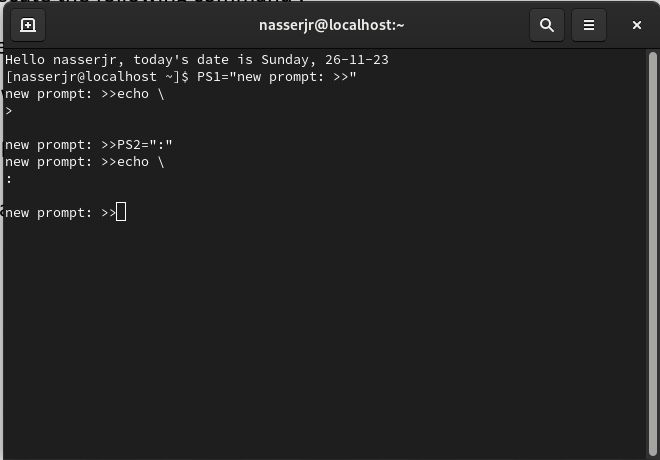 nasserjr@localhost:~
Hello nasserjr, today's date is Sunday, 26-11-23
[nasserjr@localhost ~]$ PS1="new prompt: >>"
new prompt: >>echo \
>
new prompt: >>PS2=":"
new prompt: >>echo \
:
new prompt: >>